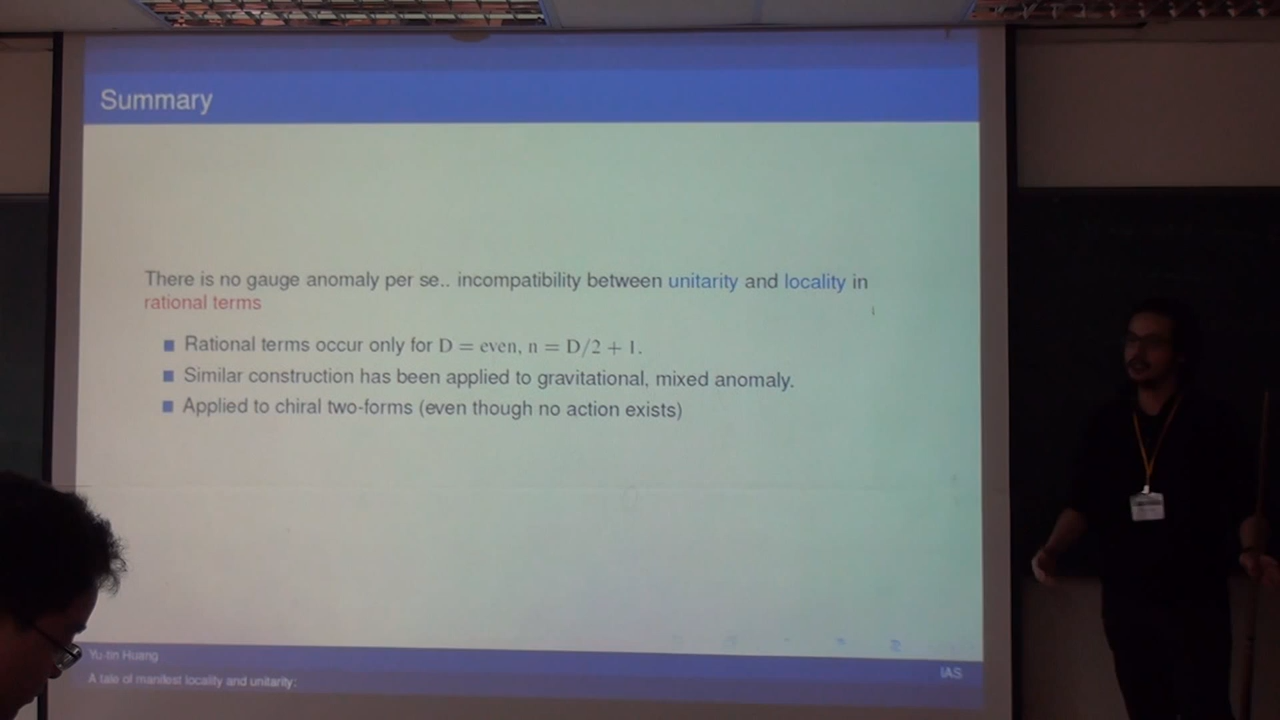 Summary
There is no gauge anomaly per se.. incompatibility between unitarity and locality in
rational terms
Rational terms occur only for D = even, n = D/2 + 1.
Similar construction has been applied to gravitational, mixed anomaly.
Applied to chiral two-forms (even though no action exists)
Yu-tin Huang
IAS
A tale of manifest locality and unitarity: